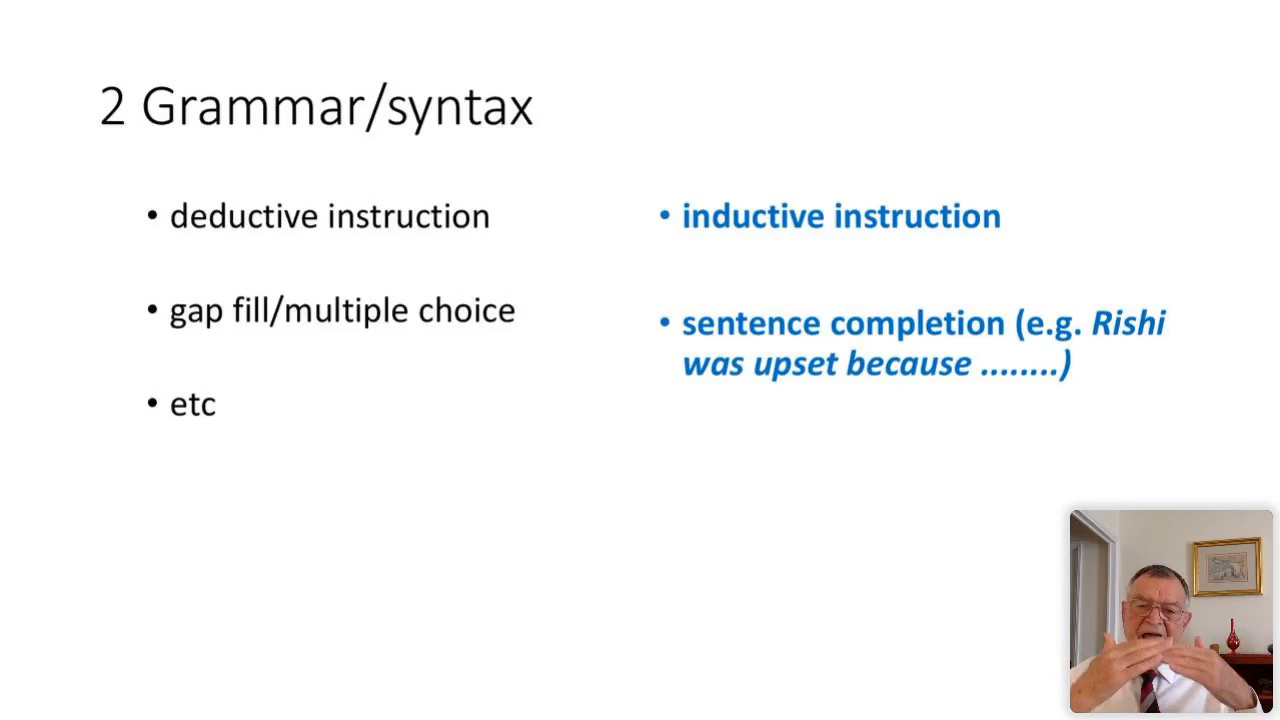 2 Grammar/syntax
• deductive instruction
• gap fill/multiple choice
• etc
• inductive instruction
• sentence completion (e.g. Rishi
was upset because ........)